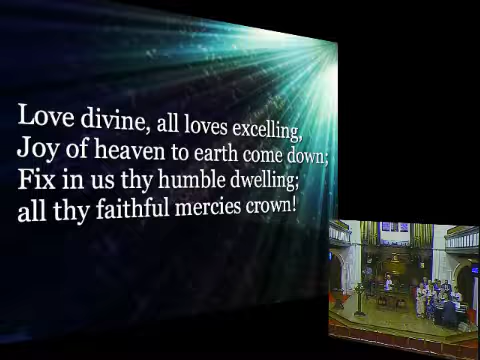 Love divine, all loves excelling,
Joy of heaven to earth come down;
Fix in us thy humble dwelling;
all thy faithful mercies crown!